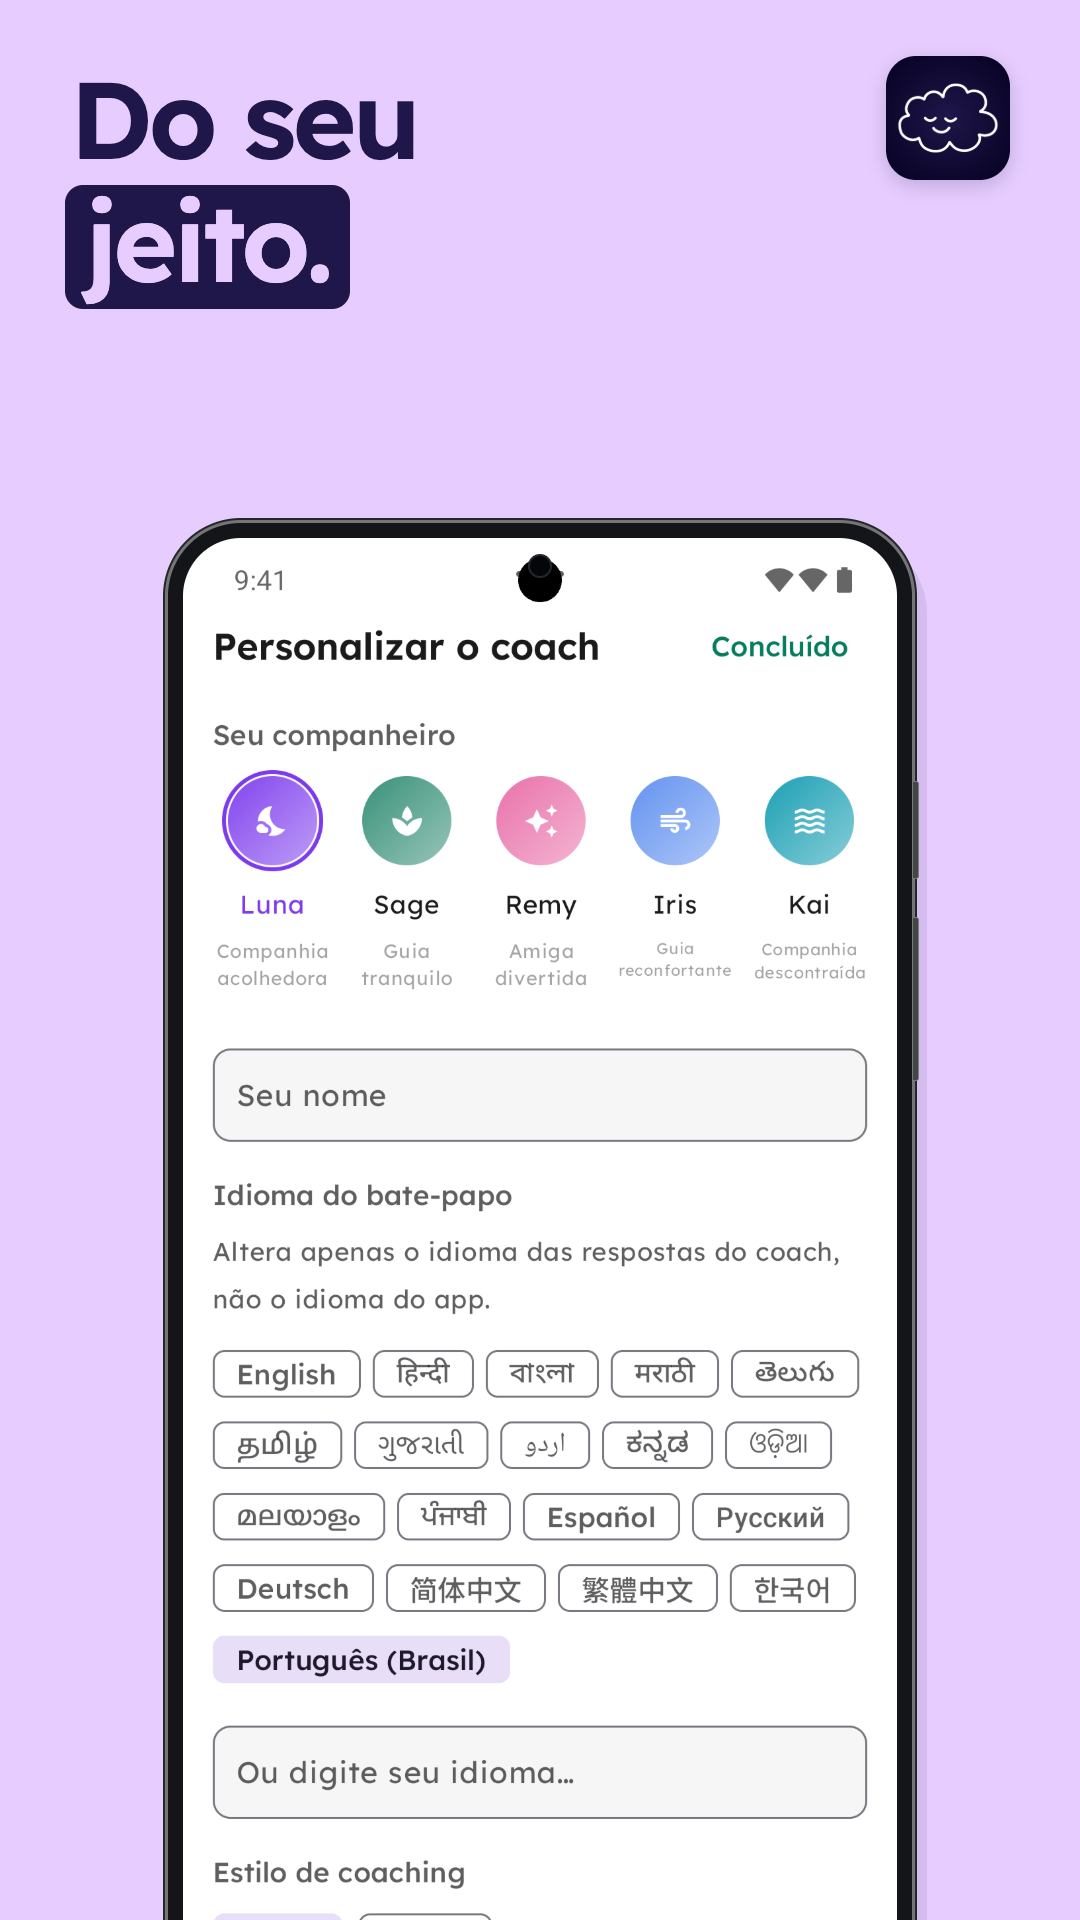 Do seu
jeito.
9:41
Personalizar o coach
Concluído
Seu companheiro
Luna
Sage
Remy
Iris
Kai
Companhia
acolhedora
Guia
tranquilo
Amiga
divertida
Guia
reconfortante
Companhia
descontraída
Seu nome
Idioma do bate-papo
Altera apenas o idioma das respostas do coach,
não o idioma do app.
English हिन्दी বাংলা मराठी తెలుగు
தமிழ் ગુજરાતી اردو ಕನ್ನಡ ଓଡ଼ିଆ
മലയാളം ਪੰਜਾਬੀ Español Русский
Deutsch 简体中文 繁體中文 한국어
Português (Brasil)
Ou digite seu idioma…
Estilo de coaching